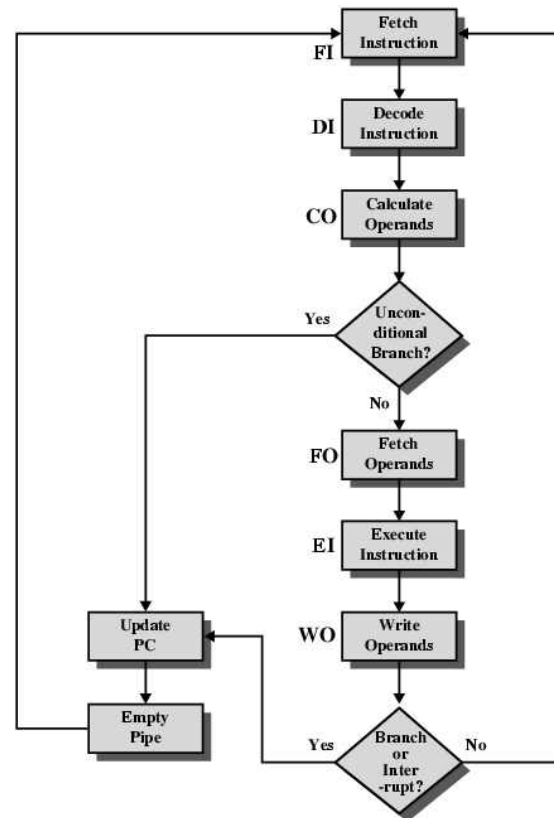 Fetch
Instruction
FI
Decode
Instruction
DI
Calculate
Operands
CO
Uncon-
ditional
Branch?
Yes
No
Fetch
Operands
FO
Execute
Instruction
EI
Write
Operands
WO
Update
PC
Empty
Pipe
Branch
or
Inter
-rupt?
Yes
No